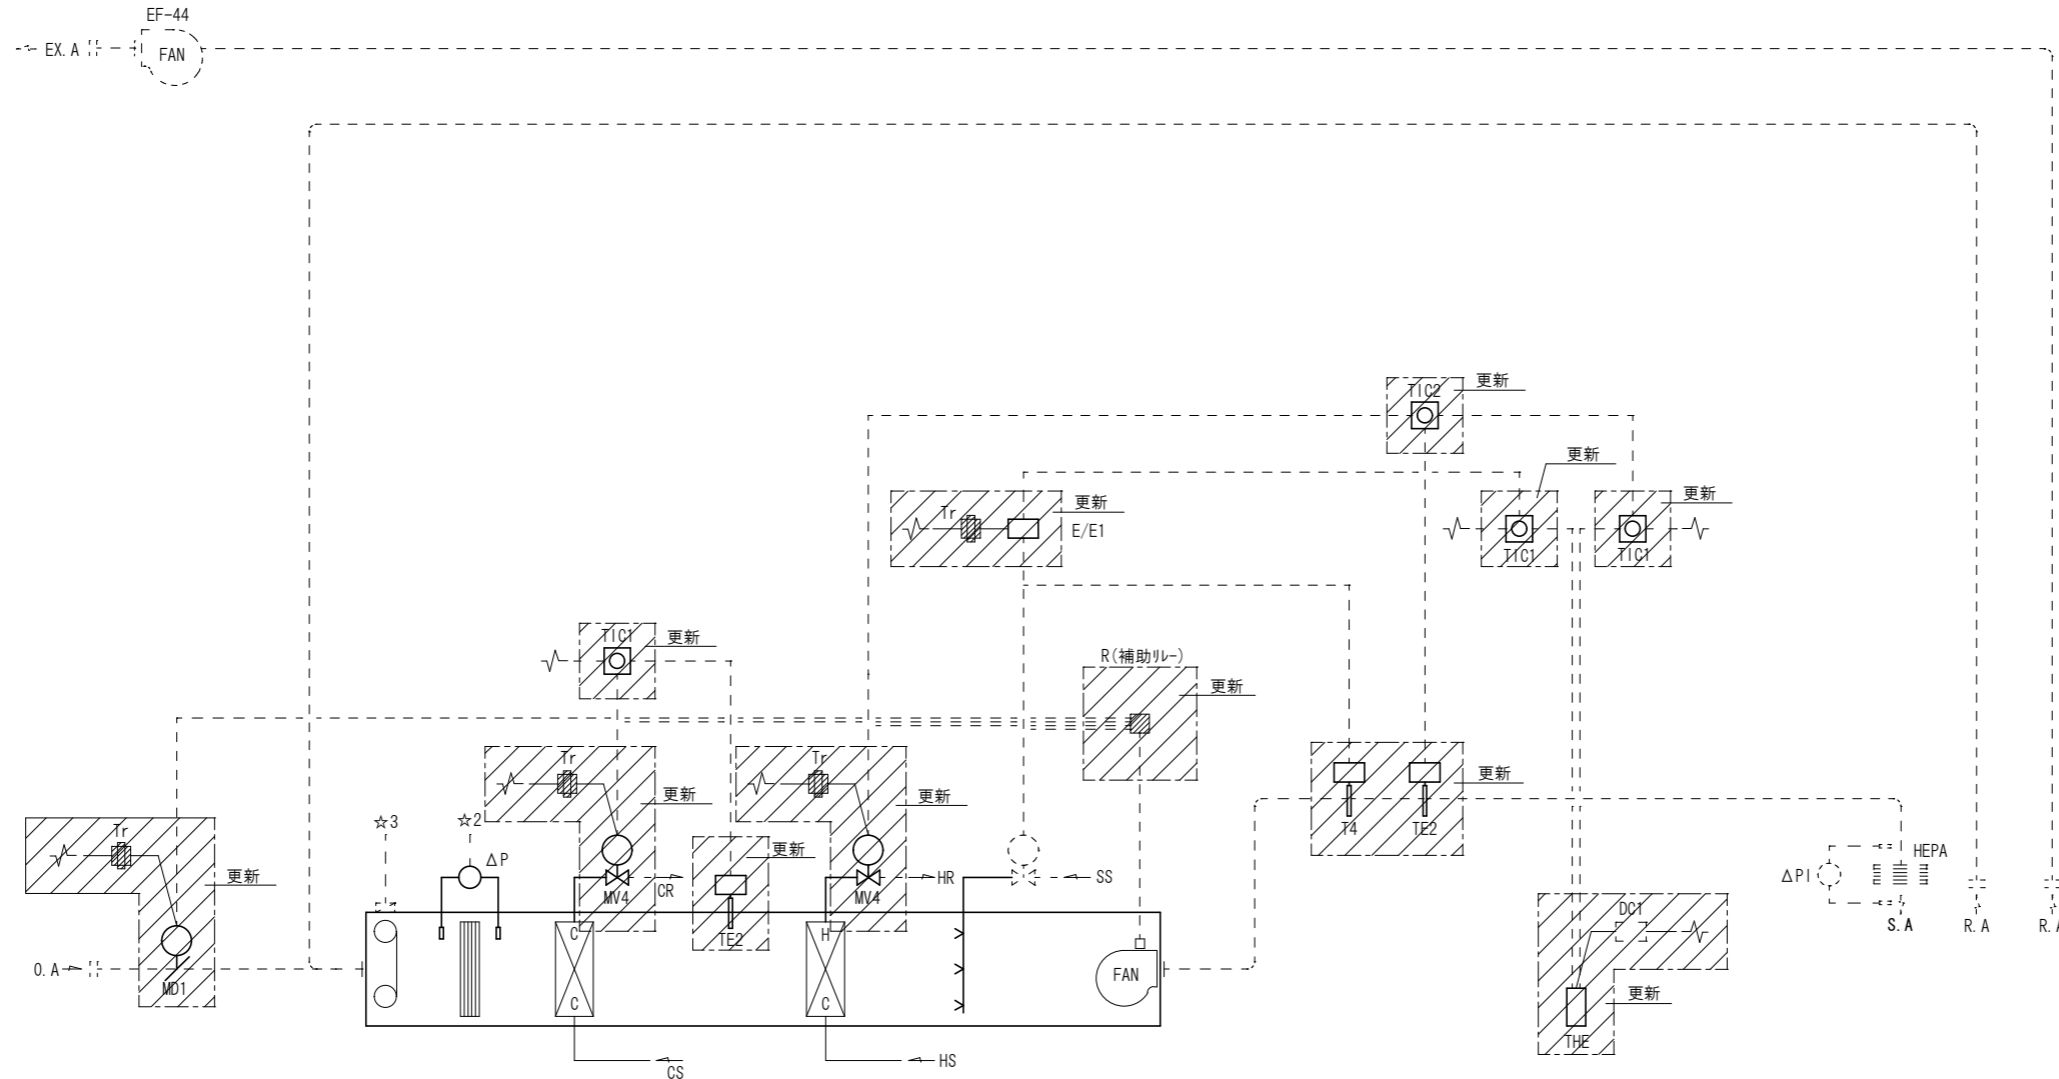 EF-44
EX.A
FAN
TIC2
更新
更新
更新
更新
Tr
E/E1
TIC1
TIC1
TIC1
更新
R(補助ﾘﾚｰ)
更新
Tr
更新
Tr
更新
更新
T4
TE2
☆3
☆2
ΔP
Tr
更新
MV4
CR
更新
TE2
MV4
HR
SS
HEPA
ΔPI
S.A
R.A
DC1
O.A
MD1
C
C
H
C
FAN
更新
THE
CS
HS